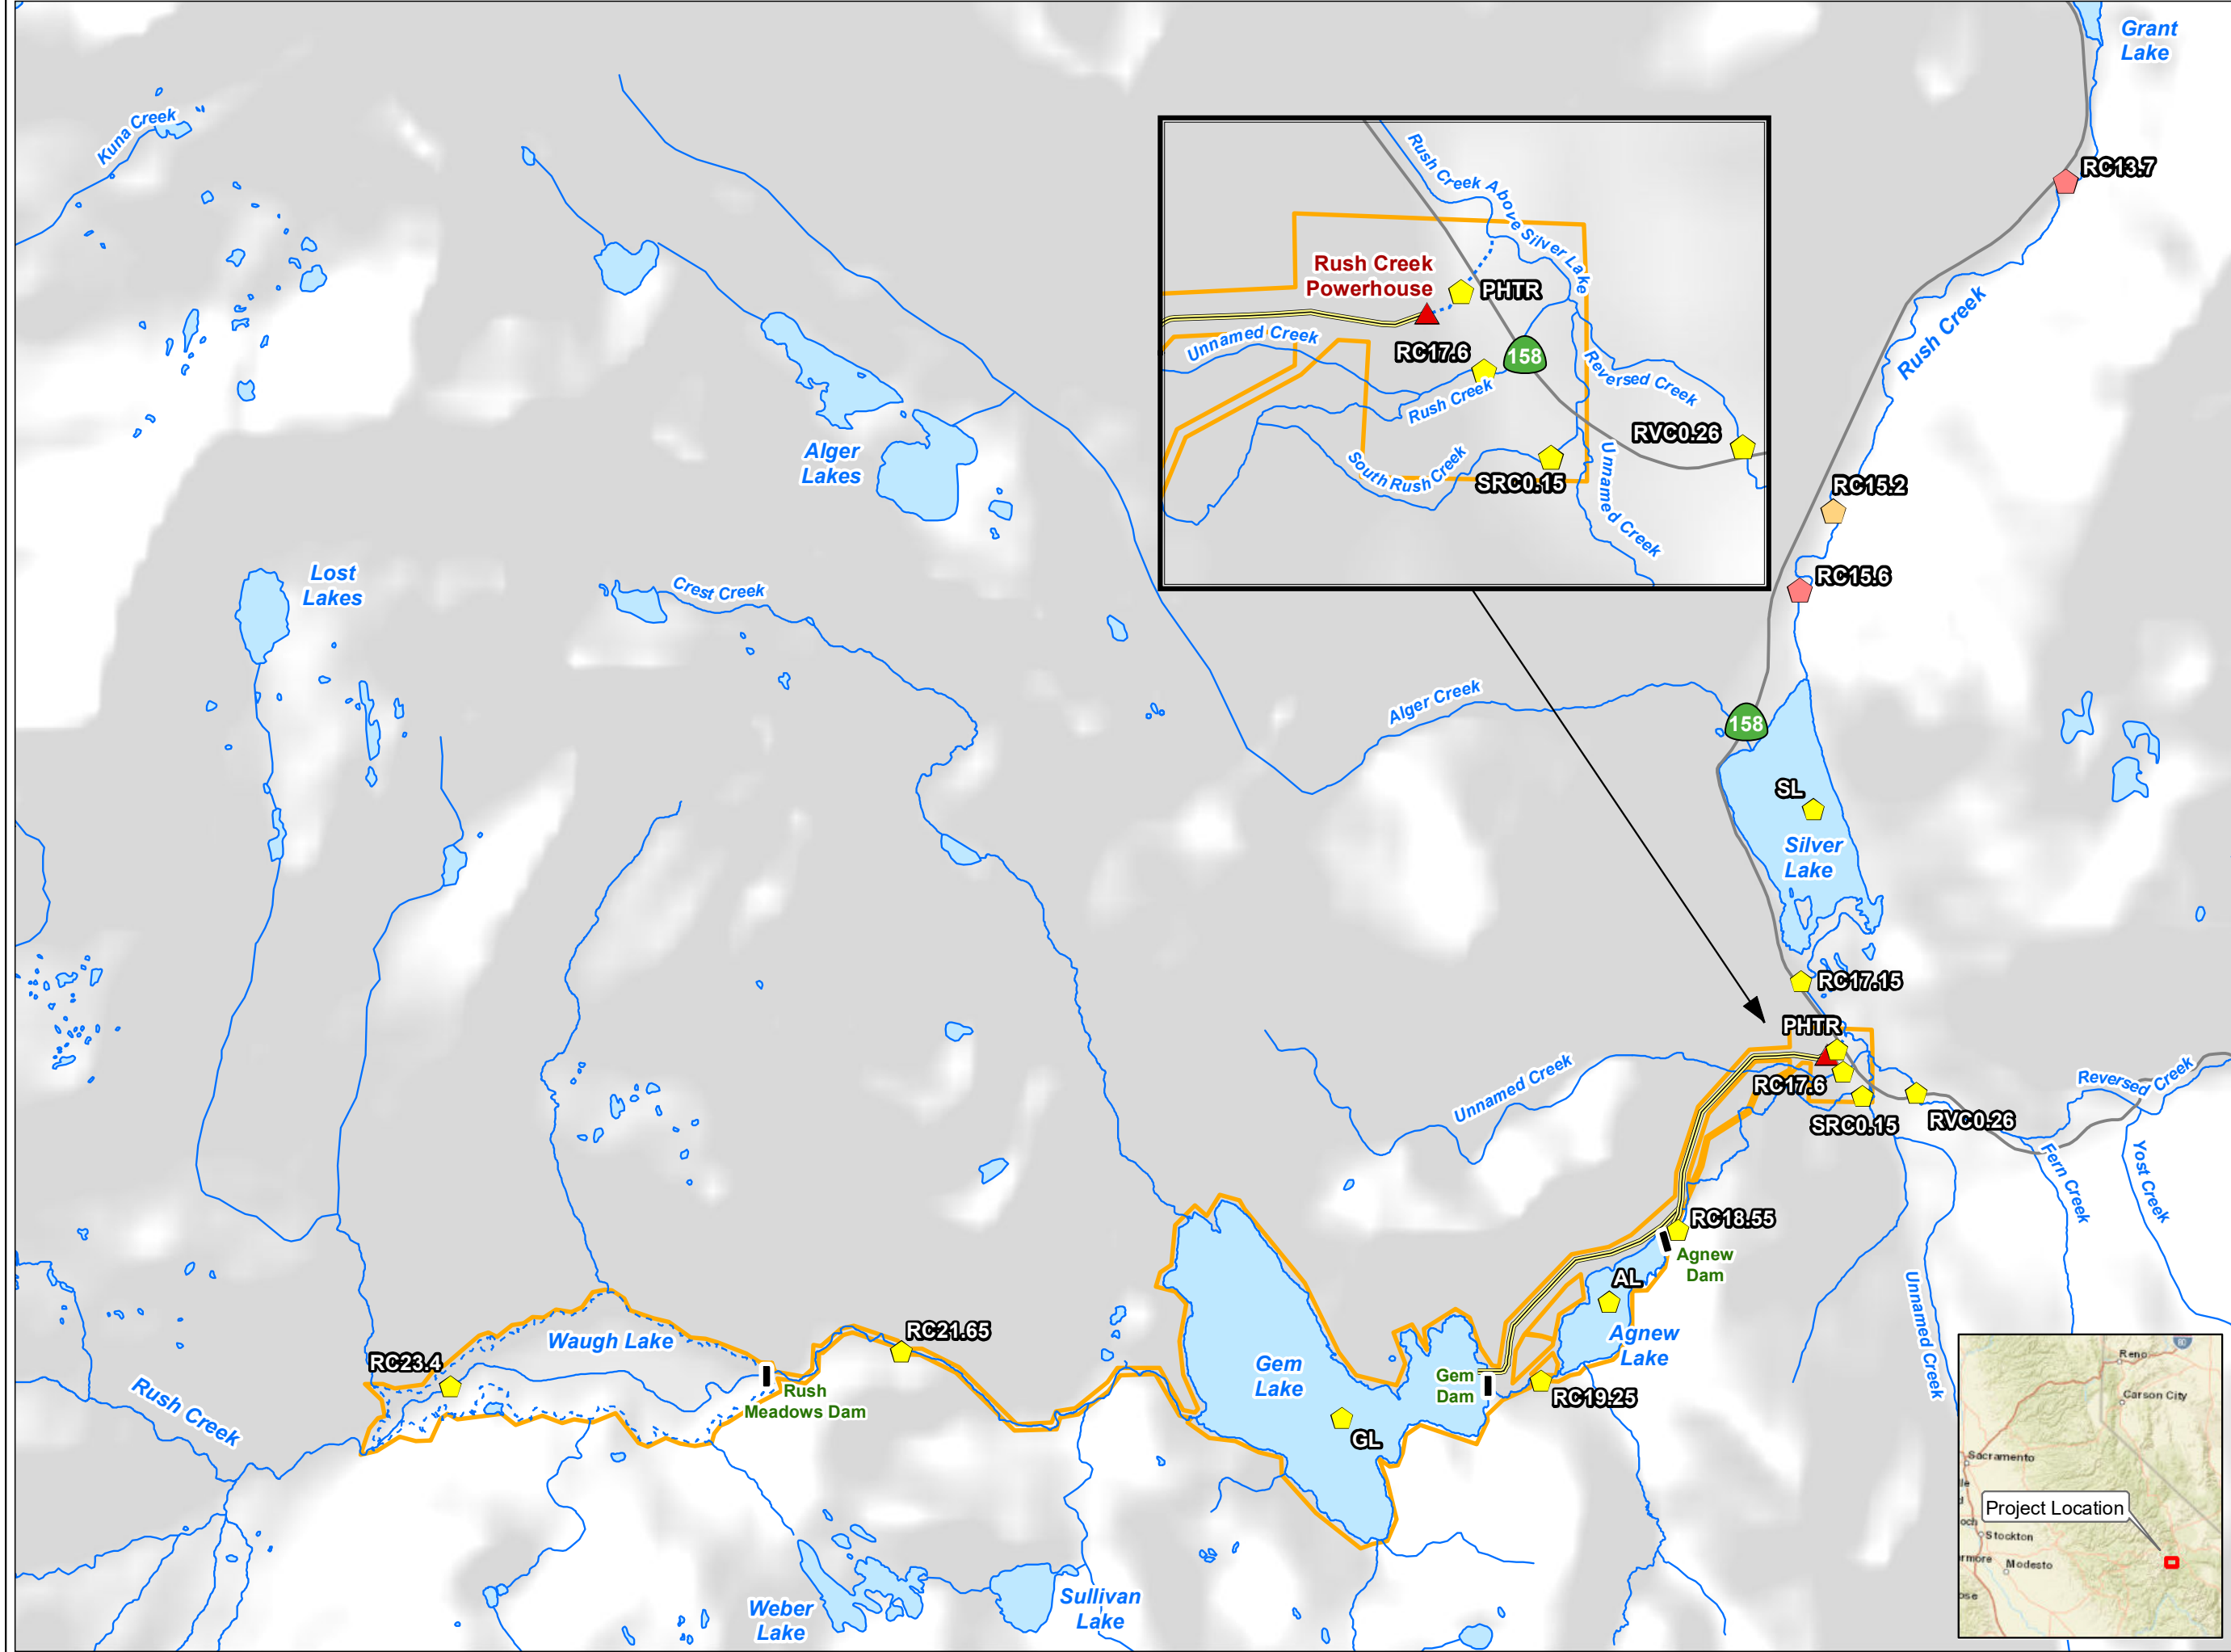 Grant
Lake
Kuna Creek
RC13.7
Rush Creek Above Silver Lake
Rush Creek
Powerhouse
PHTR
Unnamed Creek
RC17.6
158
Reversed Creek
Rush Creek
RVC0.26
South Rush Creek
SRC0.15
Unnamed Creek
Rush Creek
Alger
Lakes
RC15.2
RC15.6
Lost
Lakes
Crest Creek
Alger Creek
158
SL
Silver
Lake
RC17.15
PHTR
Unnamed Creek
RC17.6
SRC0.15
RVC0.26
Reversed Creek
Fern Creek
Yost Creek
Unnamed Creek
RC18.55
Agnew
Dam
AL
Agnew
Lake
RC19.25
Gem
Dam
Gem
Lake
GL
RC21.65
Waugh Lake
RC23.4
Rush
Meadows Dam
Rush Creek
Weber
Lake
Sullivan
Lake
Reno
Carson City
Sacramento
Project Location
Stockton
Modesto